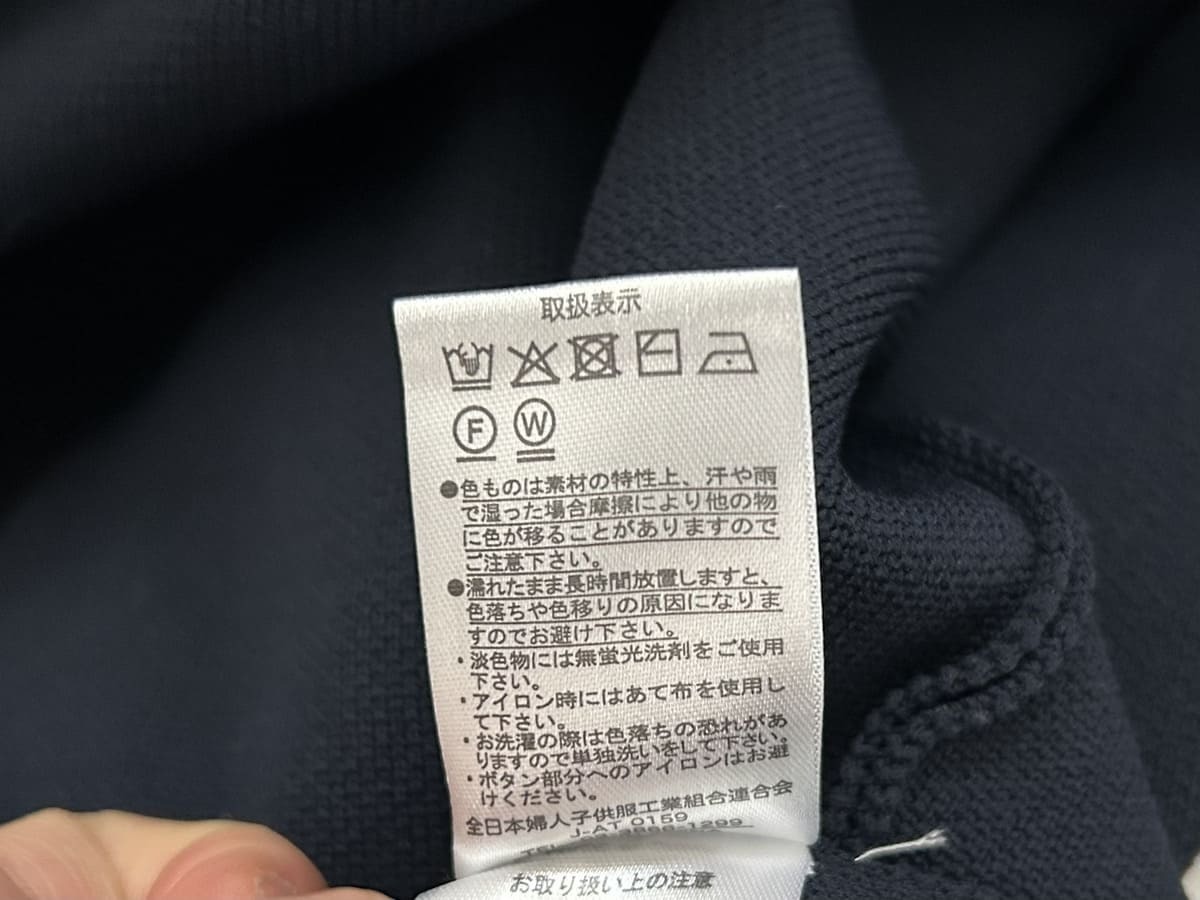 取扱表示
F W
●色ものは素材の特性上、汗や雨
で湿った場合摩擦により他の物
に色が移ることがありますので
ご注意下さい。
●濡れたまま長時間放置しますと、
色落ちや色移りの原因になりま
すのでお避け下さい。
・淡色物には無蛍光洗剤をご使用
下さい。
・アイロン時にはあて布を使用し
て下さい。
・お洗濯の際は色落ちの恐れがあ
りますので単独洗いをして下さい。
・ボタン部分へのアイロンはお避
けください。
全日本婦人子供服工業組合連合会
J-AT 0159
お取り扱い上の注意